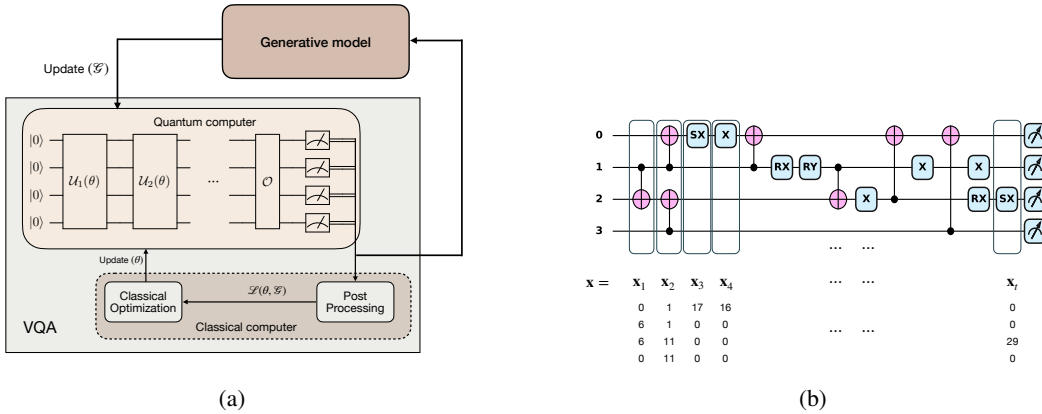 Generative model
Update (𝒢)
Quantum computer
|0⟩
|0⟩
|0⟩
|0⟩
𝒰₁(θ)
𝒰₂(θ)
...
𝒪
Update (θ)
Classical Optimization
ℒ(θ, 𝒢)
Post Processing
Classical computer
VQA
(a)
0 SX X
1 RX RY X X
2 X RX SX
3
... ...
x = x₁ x₂ x₃ x₄ ... ... xₜ
0 1 17 16 0
6 1 0 0 0
6 11 0 0 ... ... 29
0 11 0 0 0
(b)